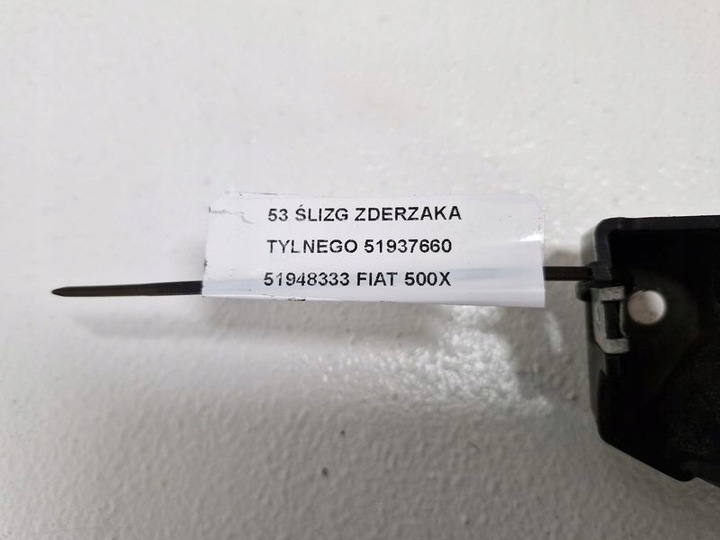 53 ŚLIZG ZDERZAKA
TYLNEGO 51937660
51948333 FIAT 500X